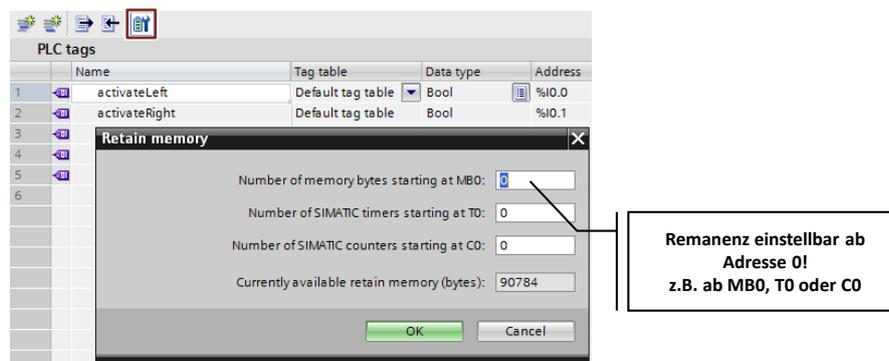 PLC tags
Name Tag table Data type Address
1 activateLeft Default tag table Bool %I0.0
2 activateRight Default tag table Bool %I0.1
3
4
5
6
Retain memory
Number of memory bytes starting at MB0: 0
Number of SIMATIC timers starting at T0: 0
Number of SIMATIC counters starting at C0: 0
Currently available retain memory (bytes): 90784
OK Cancel
Remanenz einstellbar ab
Adresse 0!
z.B. ab MB0, T0 oder C0